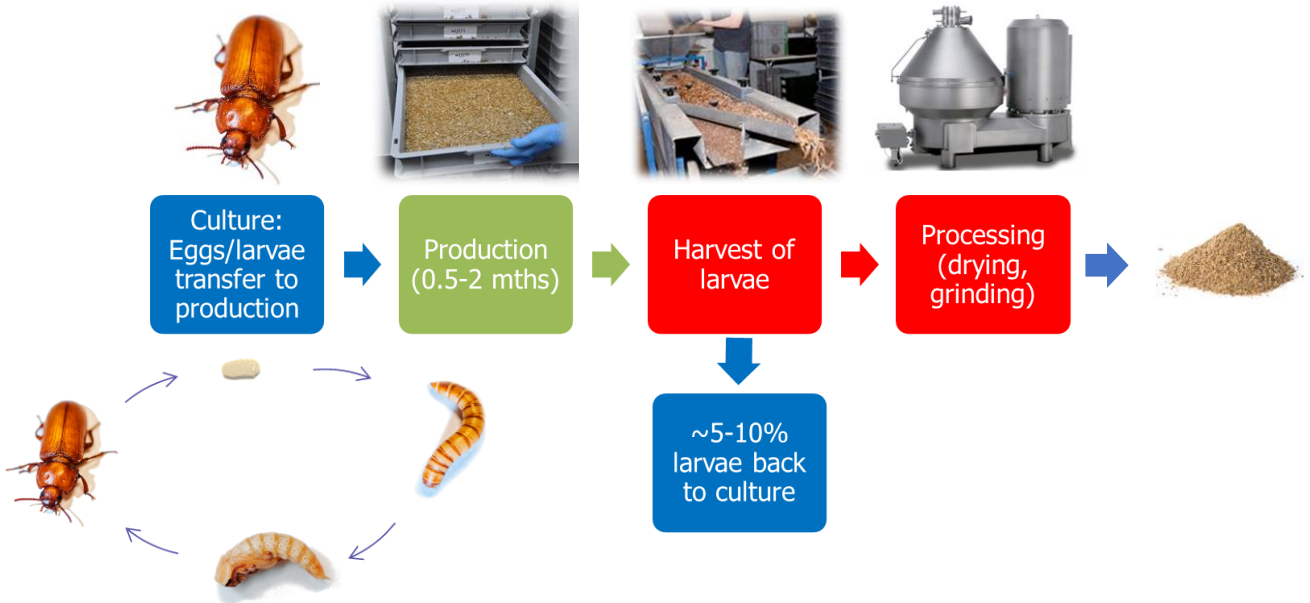 Culture:
Eggs/larvae
transfer to
production
Production
(0.5-2 mths)
Harvest of
larvae
Processing
(drying,
grinding)
~5-10%
larvae back
to culture